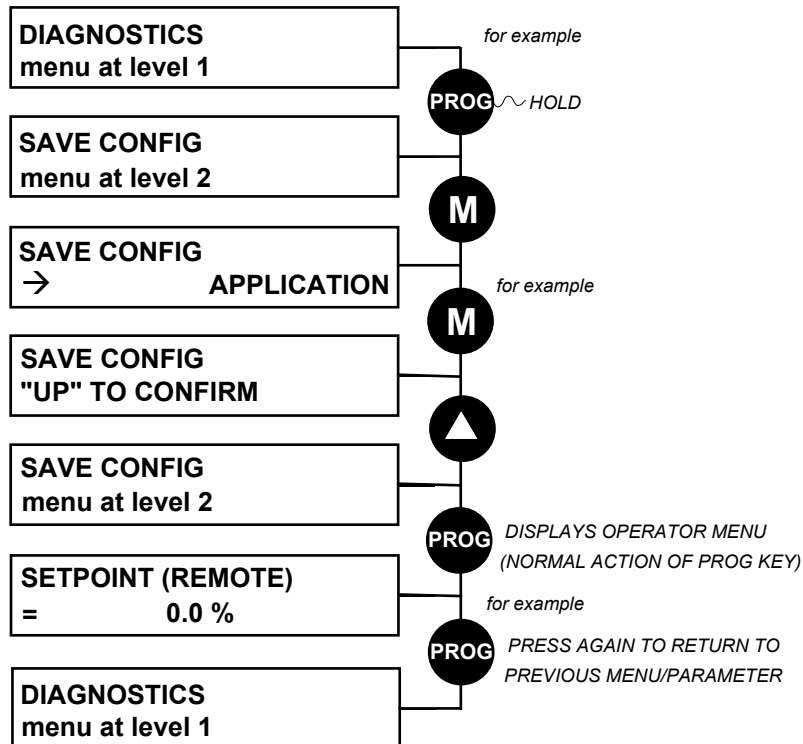 DIAGNOSTICS
menu at level 1
for example
PROG
HOLD
SAVE CONFIG
menu at level 2
M
SAVE CONFIG
→ APPLICATION
for example
M
SAVE CONFIG
"UP" TO CONFIRM
SAVE CONFIG
menu at level 2
PROG
DISPLAYS OPERATOR MENU
(NORMAL ACTION OF PROG KEY)
SETPOINT (REMOTE)
= 0.0 %
for example
PROG
PRESS AGAIN TO RETURN TO
PREVIOUS MENU/PARAMETER
DIAGNOSTICS
menu at level 1